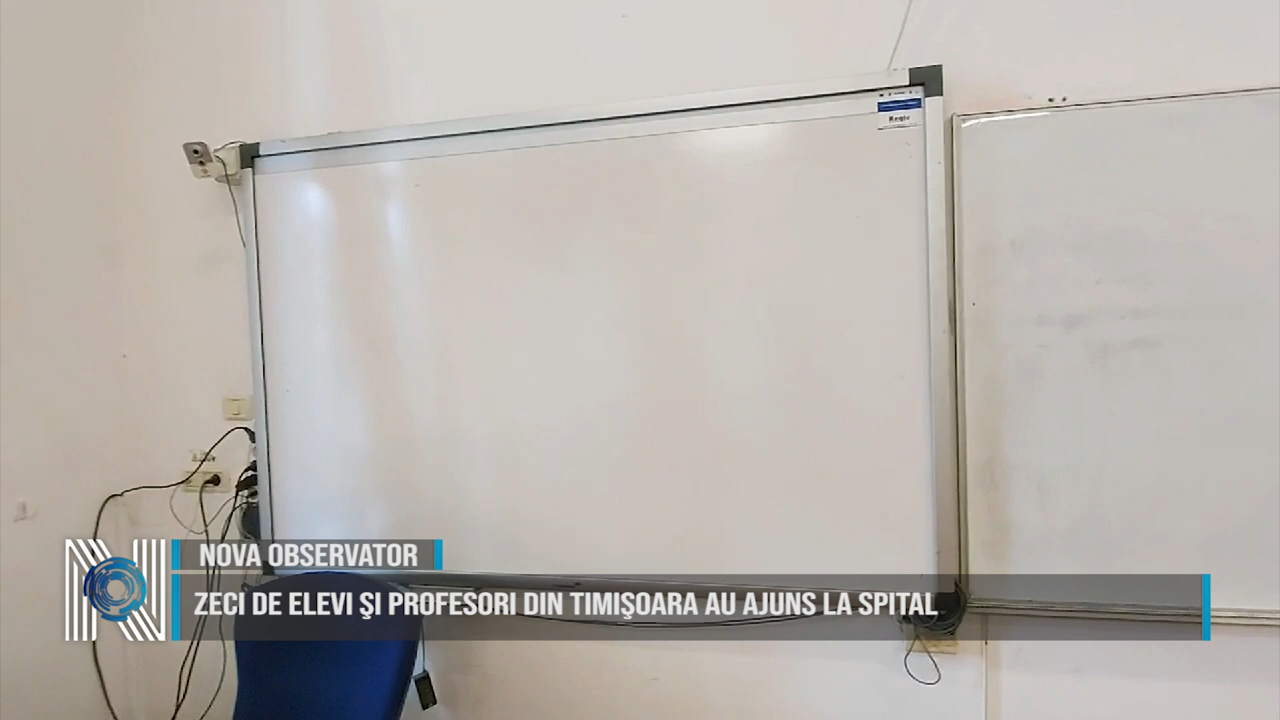 NOVA OBSERVATOR
ZECI DE ELEVI ŞI PROFESORI DIN TIMIŞOARA AU AJUNS LA SPITAL